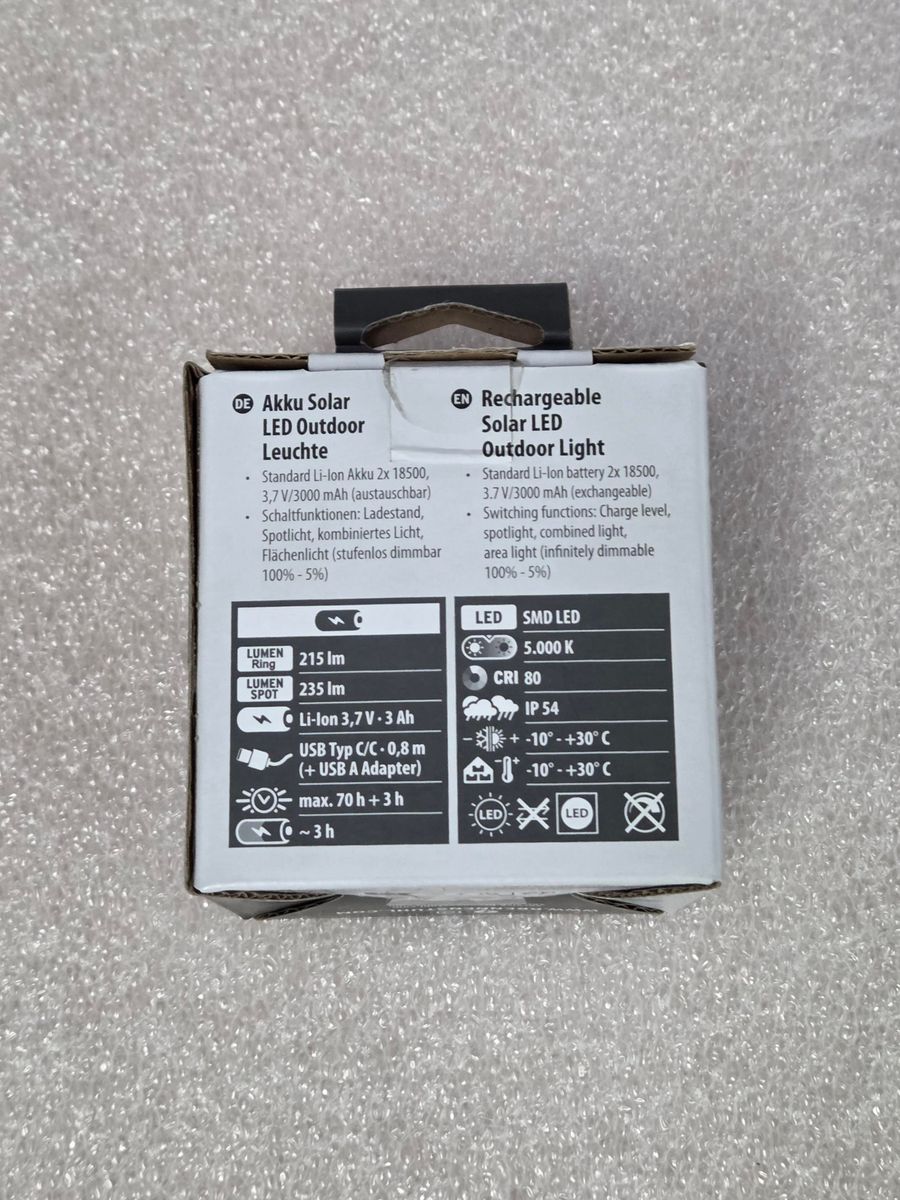 DE Akku Solar
LED Outdoor
Leuchte
• Standard Li-Ion Akku 2x 18500,
3,7 V/3000 mAh (austauschbar)
• Schaltfunktionen: Ladestand,
Spotlicht, kombiniertes Licht,
Flächenlicht (stufenlos dimmbar
100% - 5%)
EN Rechargeable
Solar LED
Outdoor Light
• Standard Li-Ion battery 2x 18500,
3.7 V/3000 mAh (exchangeable)
• Switching functions: Charge level,
spotlight, combined light,
area light (infinitely dimmable
100% - 5%)
LUMEN
Ring
215 lm
LUMEN
SPOT
235 lm
Li-Ion 3,7 V · 3 Ah
USB Typ C/C · 0,8 m
(+ USB A Adapter)
max. 70 h + 3 h
~ 3 h
LED SMD LED
5.000 K
CRI 80
IP 54
- + -10° - +30° C
-+ -10° - +30° C
LED LED